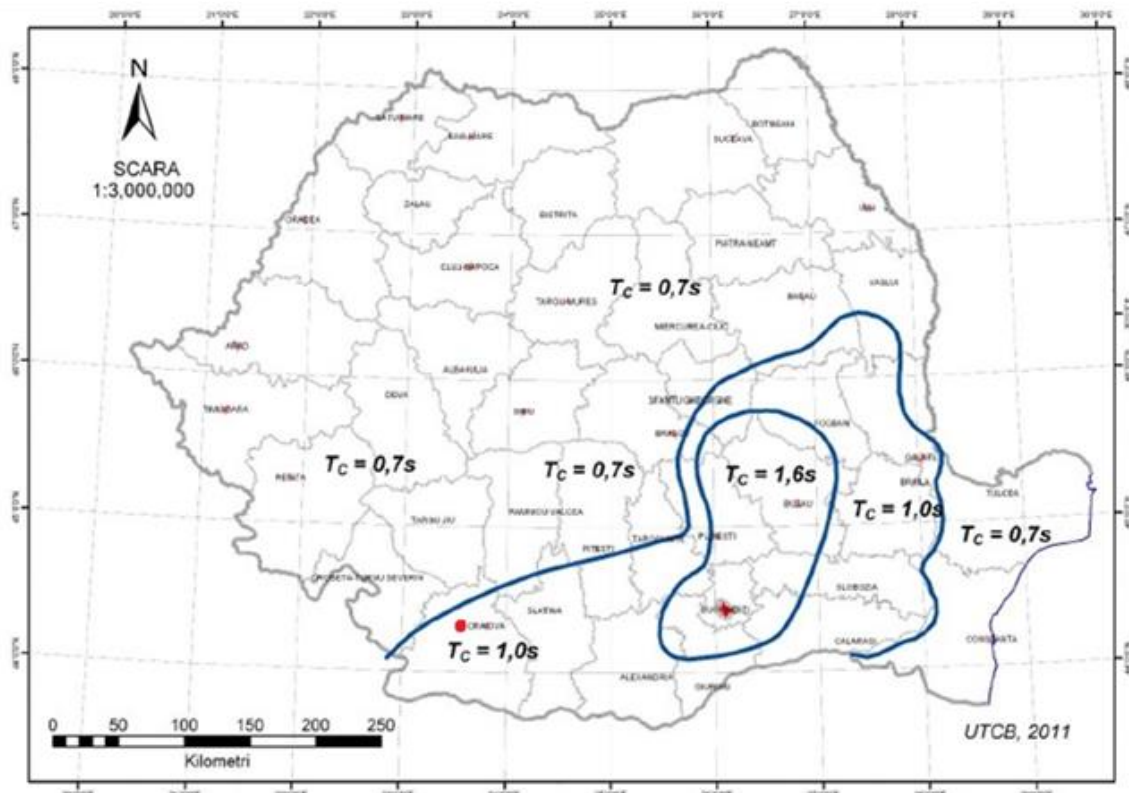 N
SCARA
1:3,000,000
SATU MARE
BAIA MARE
SUCEAVA
BOTOSANI
ORADEA
ZALAU
BISTRITA
IASI
PIATRA NEAMT
CLUJ-NAPOCA
TARGU MURES
T_C = 0,7s
BACAU
VASLUI
MIERCUREA CIUC
ARAD
ALBA IULIA
DEVA
TIMISOARA
SIBIU
SFANTU GHEORGHE
BRASOV
FOCSANI
GALATI
T_C = 0,7s
T_C = 0,7s
T_C = 1,6s
RESITA
BUZAU
BRAILA
TULCEA
T_C = 1,0s
T_C = 0,7s
TARGU JIU
RAMNICU VALCEA
PITESTI
TARGOVISTE
PLOIESTI
DROBETA-TURNU SEVERIN
SLATINA
SLOBOZIA
BUCURESTI
CRAIOVA
CALARASI
CONSTANTA
T_C = 1,0s
ALEXANDRIA
GIURGIU
0 50 100 150 200 250
Kilometri
UTCB, 2011